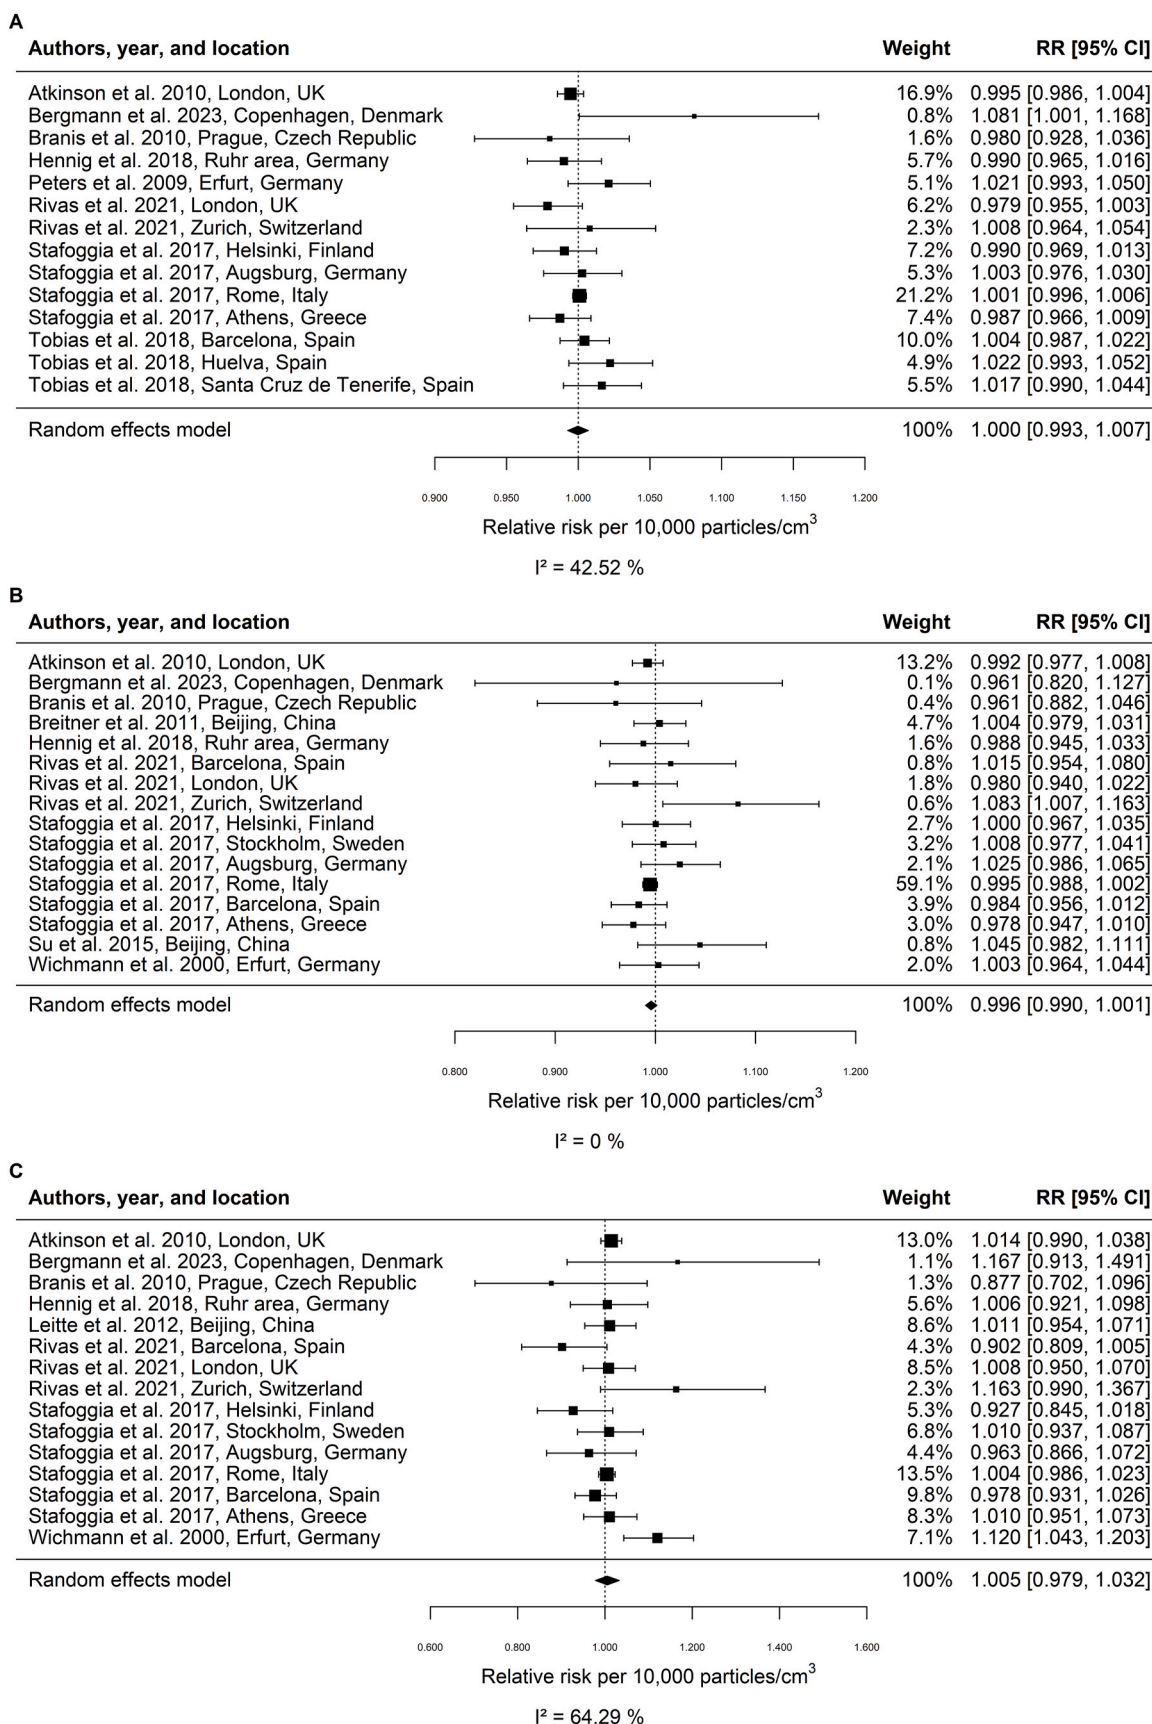 A
Authors, year, and location Weight RR [95% CI]
Atkinson et al. 2010, London, UK 16.9% 0.995 [0.986, 1.004]
Bergmann et al. 2023, Copenhagen, Denmark 0.8% 1.081 [1.001, 1.168]
Branis et al. 2010, Prague, Czech Republic 1.6% 0.980 [0.928, 1.036]
Hennig et al. 2018, Ruhr area, Germany 5.7% 0.990 [0.965, 1.016]
Peters et al. 2009, Erfurt, Germany 5.1% 1.021 [0.993, 1.050]
Rivas et al. 2021, London, UK 6.2% 0.979 [0.955, 1.003]
Rivas et al. 2021, Zurich, Switzerland 2.3% 1.008 [0.964, 1.054]
Stafoggia et al. 2017, Helsinki, Finland 7.2% 0.990 [0.969, 1.013]
Stafoggia et al. 2017, Augsburg, Germany 5.3% 1.003 [0.976, 1.030]
Stafoggia et al. 2017, Rome, Italy 21.2% 1.001 [0.996, 1.006]
Stafoggia et al. 2017, Athens, Greece 7.4% 0.987 [0.966, 1.009]
Tobias et al. 2018, Barcelona, Spain 10.0% 1.004 [0.987, 1.022]
Tobias et al. 2018, Huelva, Spain 4.9% 1.022 [0.993, 1.052]
Tobias et al. 2018, Santa Cruz de Tenerife, Spain 5.5% 1.017 [0.990, 1.044]
Random effects model 100% 1.000 [0.993, 1.007]
0.900 0.950 1.000 1.050 1.100 1.150 1.200
Relative risk per 10,000 particles/cm³
I² = 42.52 %
B
Authors, year, and location Weight RR [95% CI]
Atkinson et al. 2010, London, UK 13.2% 0.992 [0.977, 1.008]
Bergmann et al. 2023, Copenhagen, Denmark 0.1% 0.961 [0.820, 1.127]
Branis et al. 2010, Prague, Czech Republic 0.4% 0.961 [0.882, 1.046]
Breitner et al. 2011, Beijing, China 4.7% 1.004 [0.979, 1.031]
Hennig et al. 2018, Ruhr area, Germany 1.6% 0.988 [0.945, 1.033]
Rivas et al. 2021, Barcelona, Spain 0.8% 1.015 [0.954, 1.080]
Rivas et al. 2021, London, UK 1.8% 0.980 [0.940, 1.022]
Rivas et al. 2021, Zurich, Switzerland 0.6% 1.083 [1.007, 1.163]
Stafoggia et al. 2017, Helsinki, Finland 2.7% 1.000 [0.967, 1.035]
Stafoggia et al. 2017, Stockholm, Sweden 3.2% 1.008 [0.977, 1.041]
Stafoggia et al. 2017, Augsburg, Germany 2.1% 1.025 [0.986, 1.065]
Stafoggia et al. 2017, Rome, Italy 59.1% 0.995 [0.988, 1.002]
Stafoggia et al. 2017, Barcelona, Spain 3.9% 0.984 [0.956, 1.012]
Stafoggia et al. 2017, Athens, Greece 3.0% 0.978 [0.947, 1.010]
Su et al. 2015, Beijing, China 0.8% 1.045 [0.982, 1.111]
Wichmann et al. 2000, Erfurt, Germany 2.0% 1.003 [0.964, 1.044]
Random effects model 100% 0.996 [0.990, 1.001]
0.800 0.900 1.000 1.100 1.200
Relative risk per 10,000 particles/cm³
I² = 0 %
C
Authors, year, and location Weight RR [95% CI]
Atkinson et al. 2010, London, UK 13.0% 1.014 [0.990, 1.038]
Bergmann et al. 2023, Copenhagen, Denmark 1.1% 1.167 [0.913, 1.491]
Branis et al. 2010, Prague, Czech Republic 1.3% 0.877 [0.702, 1.096]
Hennig et al. 2018, Ruhr area, Germany 5.6% 1.006 [0.921, 1.098]
Leitte et al. 2012, Beijing, China 8.6% 1.011 [0.954, 1.071]
Rivas et al. 2021, Barcelona, Spain 4.3% 0.902 [0.809, 1.005]
Rivas et al. 2021, London, UK 8.5% 1.008 [0.950, 1.070]
Rivas et al. 2021, Zurich, Switzerland 2.3% 1.163 [0.990, 1.367]
Stafoggia et al. 2017, Helsinki, Finland 5.3% 0.927 [0.845, 1.018]
Stafoggia et al. 2017, Stockholm, Sweden 6.8% 1.010 [0.937, 1.087]
Stafoggia et al. 2017, Augsburg, Germany 4.4% 0.963 [0.866, 1.072]
Stafoggia et al. 2017, Rome, Italy 13.5% 1.004 [0.986, 1.023]
Stafoggia et al. 2017, Barcelona, Spain 9.8% 0.978 [0.931, 1.026]
Stafoggia et al. 2017, Athens, Greece 8.3% 1.010 [0.951, 1.073]
Wichmann et al. 2000, Erfurt, Germany 7.1% 1.120 [1.043, 1.203]
Random effects model 100% 1.005 [0.979, 1.032]
0.600 0.800 1.000 1.200 1.400 1.600
Relative risk per 10,000 particles/cm³
I² = 64.29 %